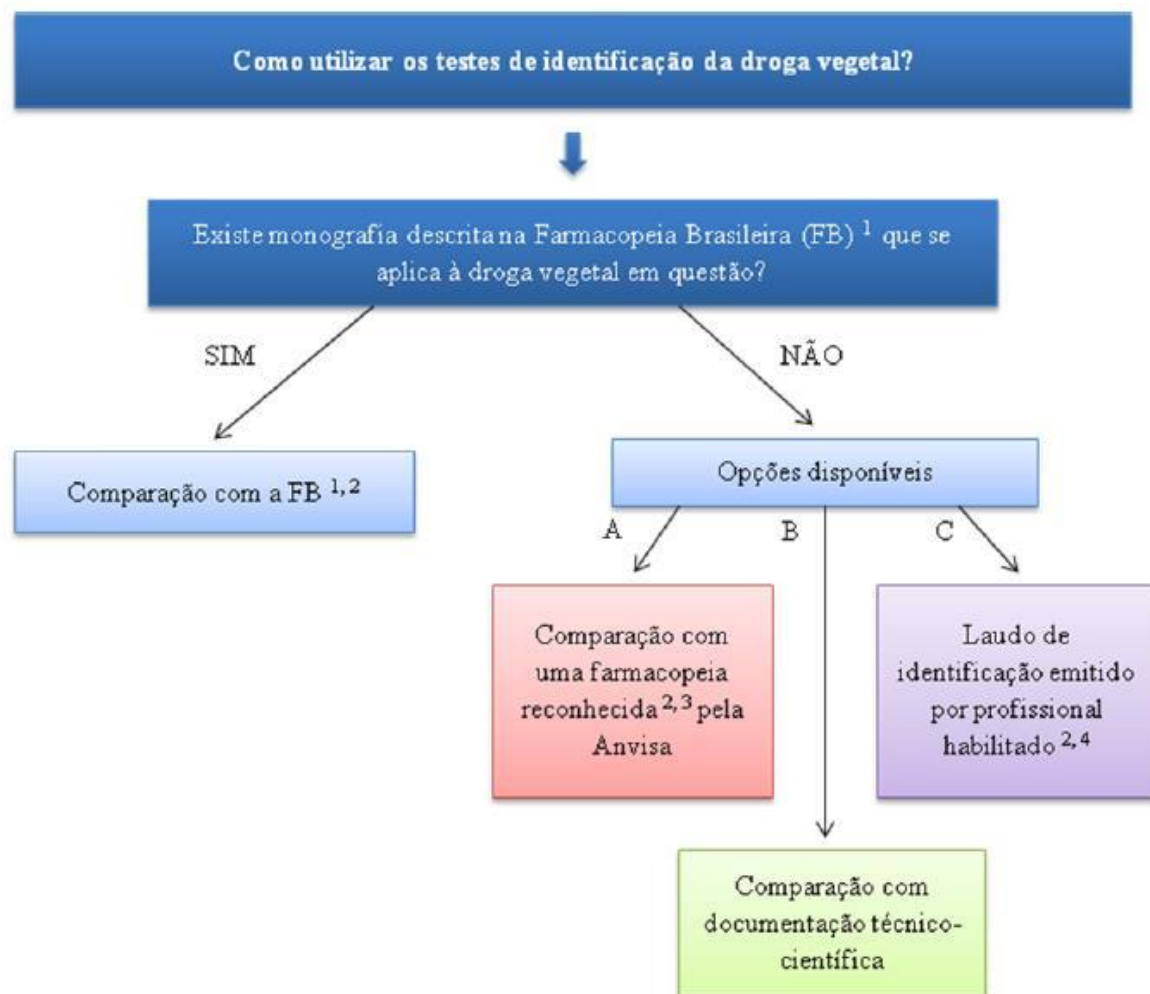 Como utilizar os testes de identificação da droga vegetal?
Existe monografia descrita na Farmacopeia Brasileira (FB) ¹ que se
aplica à droga vegetal em questão?
SIM
NÃO
Comparação com a FB ¹,²
Opções disponíveis
A
B
C
Comparação com
uma farmacopeia
reconhecida ²,³ pela
Anvisa
Laudo de
identificação emitido
por profissional
habilitado ²,⁴
Comparação com
documentação técnico-
científica